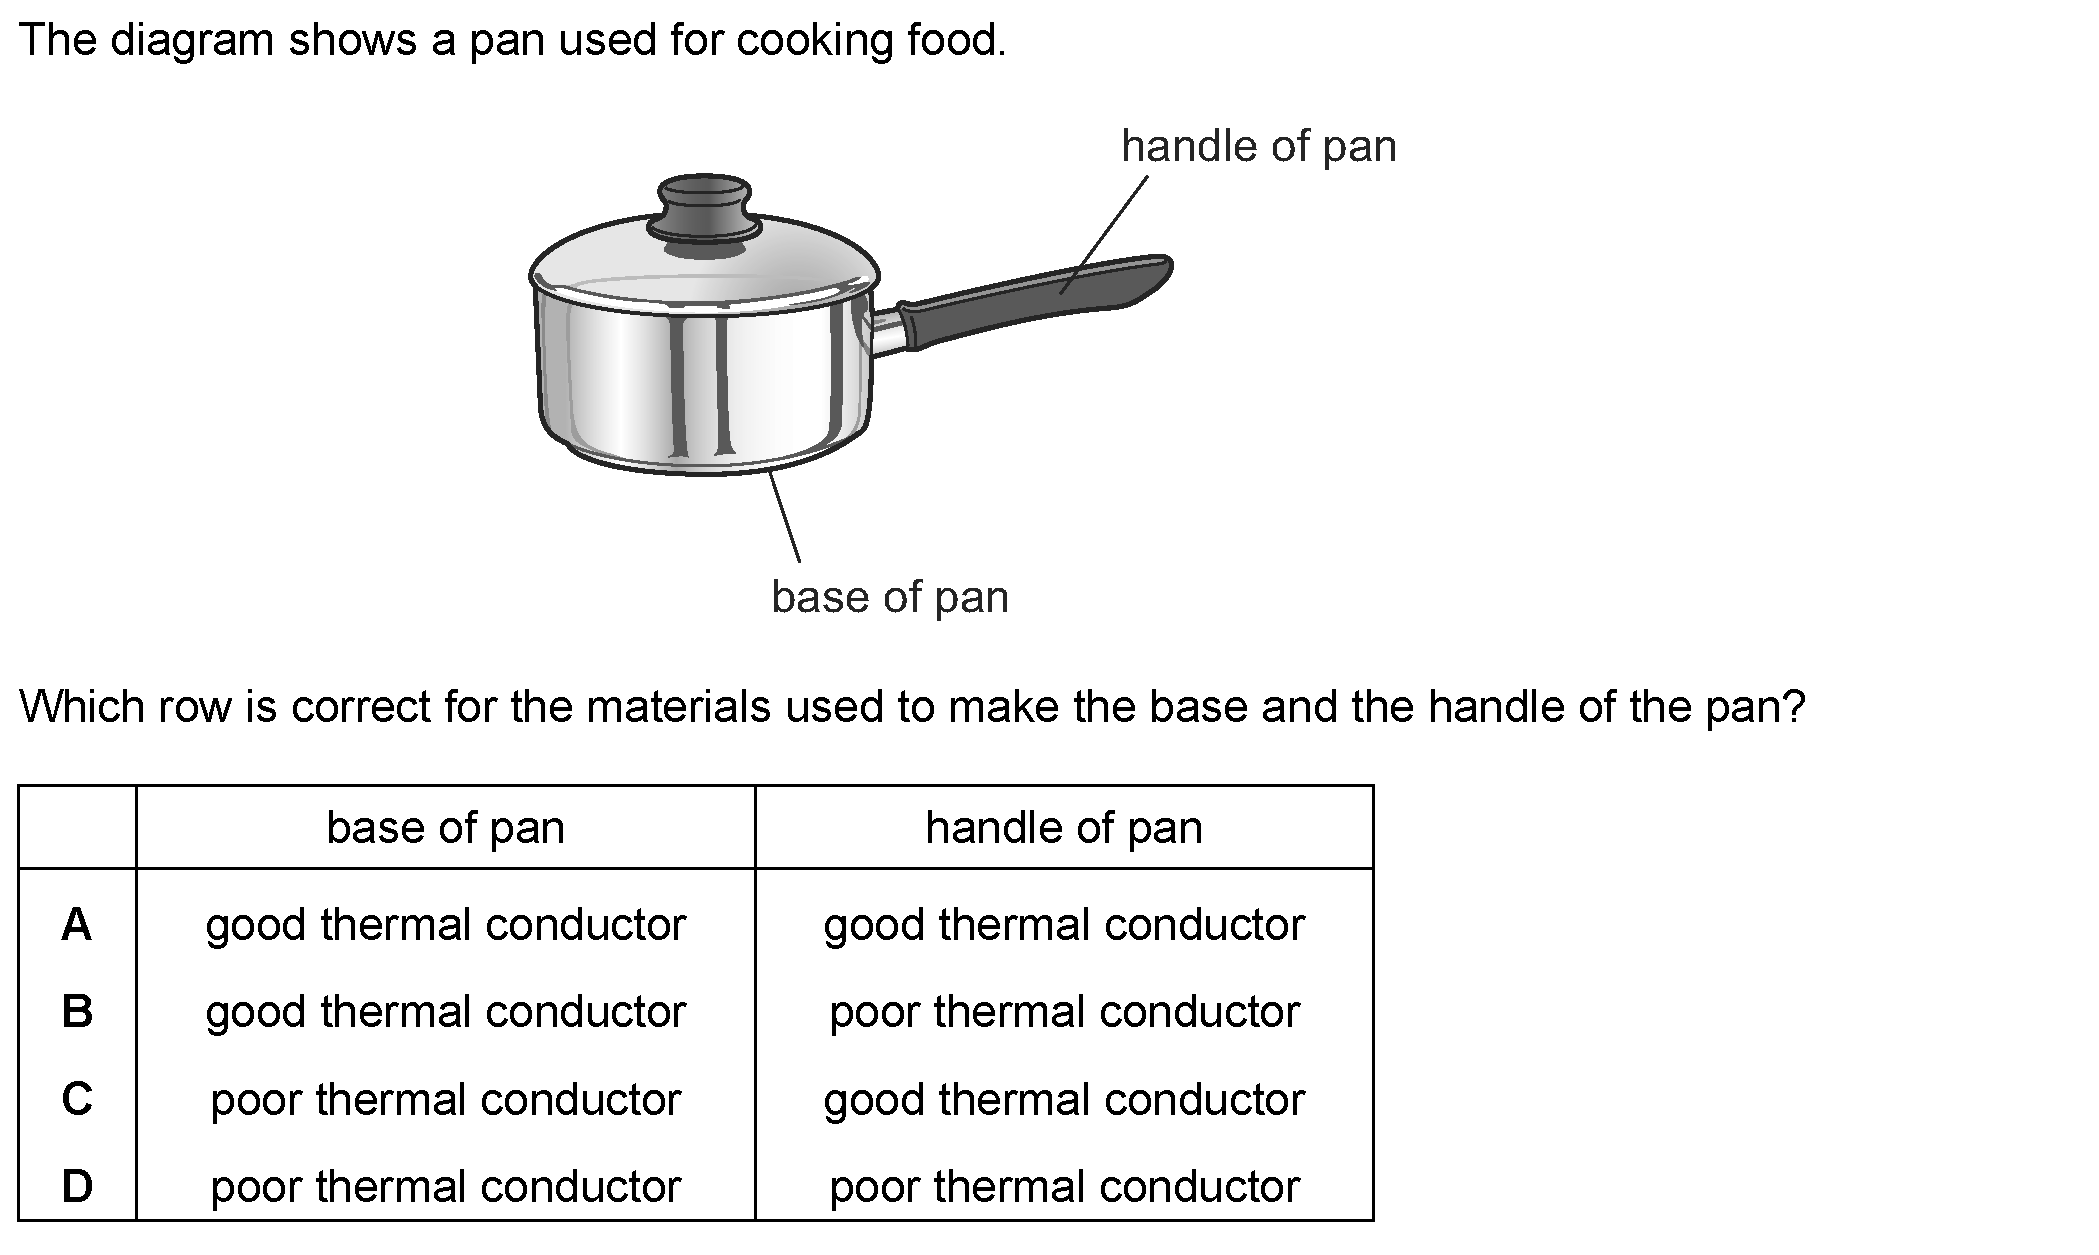 The diagram shows a pan used for cooking food.
handle of pan
base of pan
Which row is correct for the materials used to make the base and the handle of the pan?
base of pan handle of pan
A good thermal conductor good thermal conductor
B good thermal conductor poor thermal conductor
C poor thermal conductor good thermal conductor
D poor thermal conductor poor thermal conductor